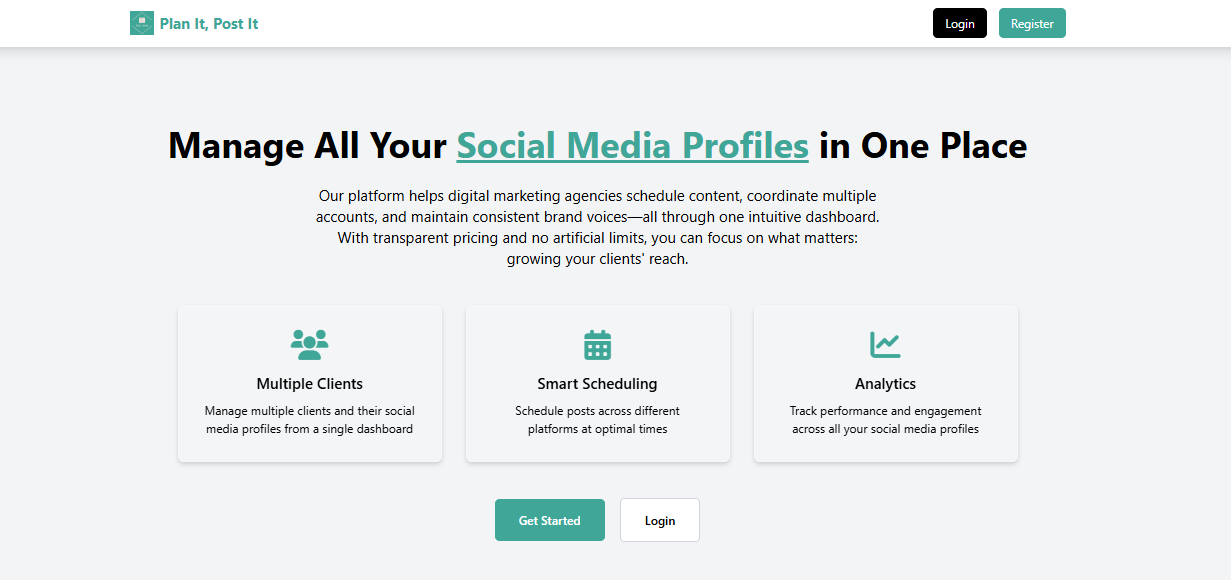 Plan It, Post It
Login
Register
Manage All Your Social Media Profiles in One Place
Our platform helps digital marketing agencies schedule content, coordinate multiple
accounts, and maintain consistent brand voices—all through one intuitive dashboard.
With transparent pricing and no artificial limits, you can focus on what matters:
growing your clients' reach.
Multiple Clients
Manage multiple clients and their social
media profiles from a single dashboard
Smart Scheduling
Schedule posts across different
platforms at optimal times
Analytics
Track performance and engagement
across all your social media profiles
Get Started
Login